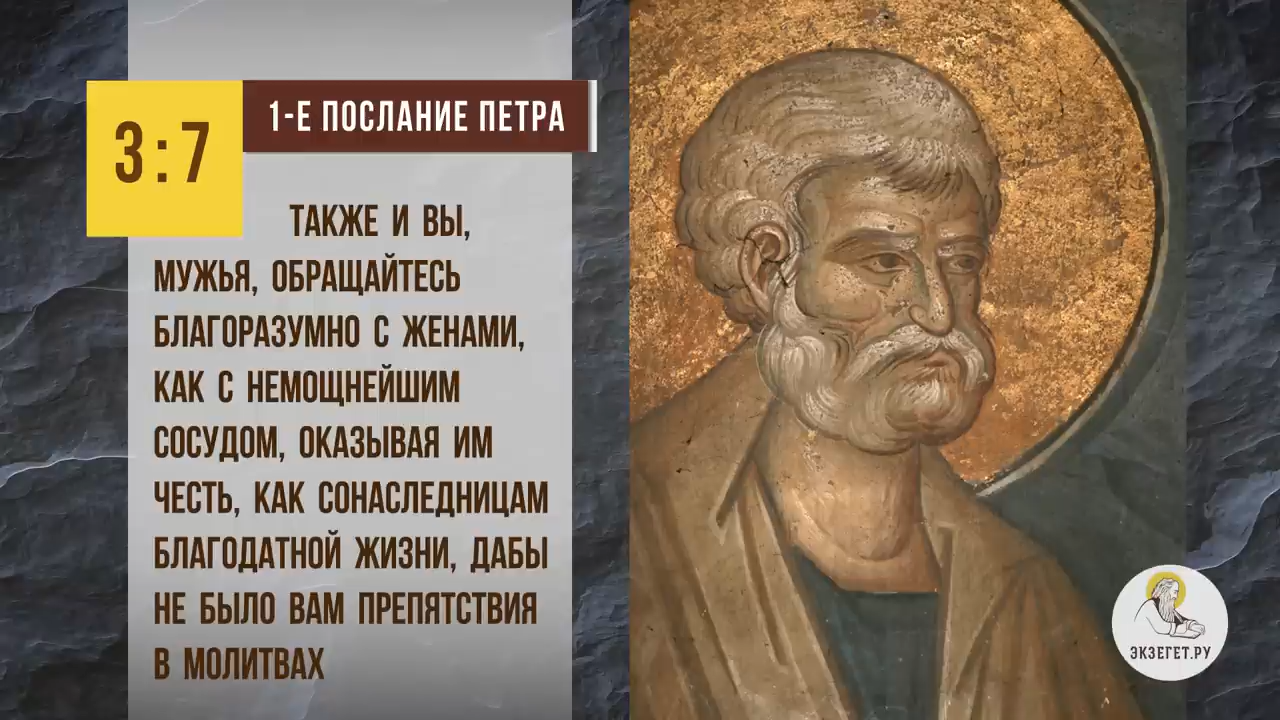 3:7
1-Е ПОСЛАНИЕ ПЕТРА
ТАКЖЕ И ВЫ,
МУЖЬЯ, ОБРАЩАЙТЕСЬ
БЛАГОРАЗУМНО С ЖЕНАМИ,
КАК С НЕМОЩНЕЙШИМ
СОСУДОМ, ОКАЗЫВАЯ ИМ
ЧЕСТЬ, КАК СОНАСЛЕДНИЦАМ
БЛАГОДАТНОЙ ЖИЗНИ, ДАБЫ
НЕ БЫЛО ВАМ ПРЕПЯТСТВИЯ
В МОЛИТВАХ
ЭКЗЕГЕТ.РУ